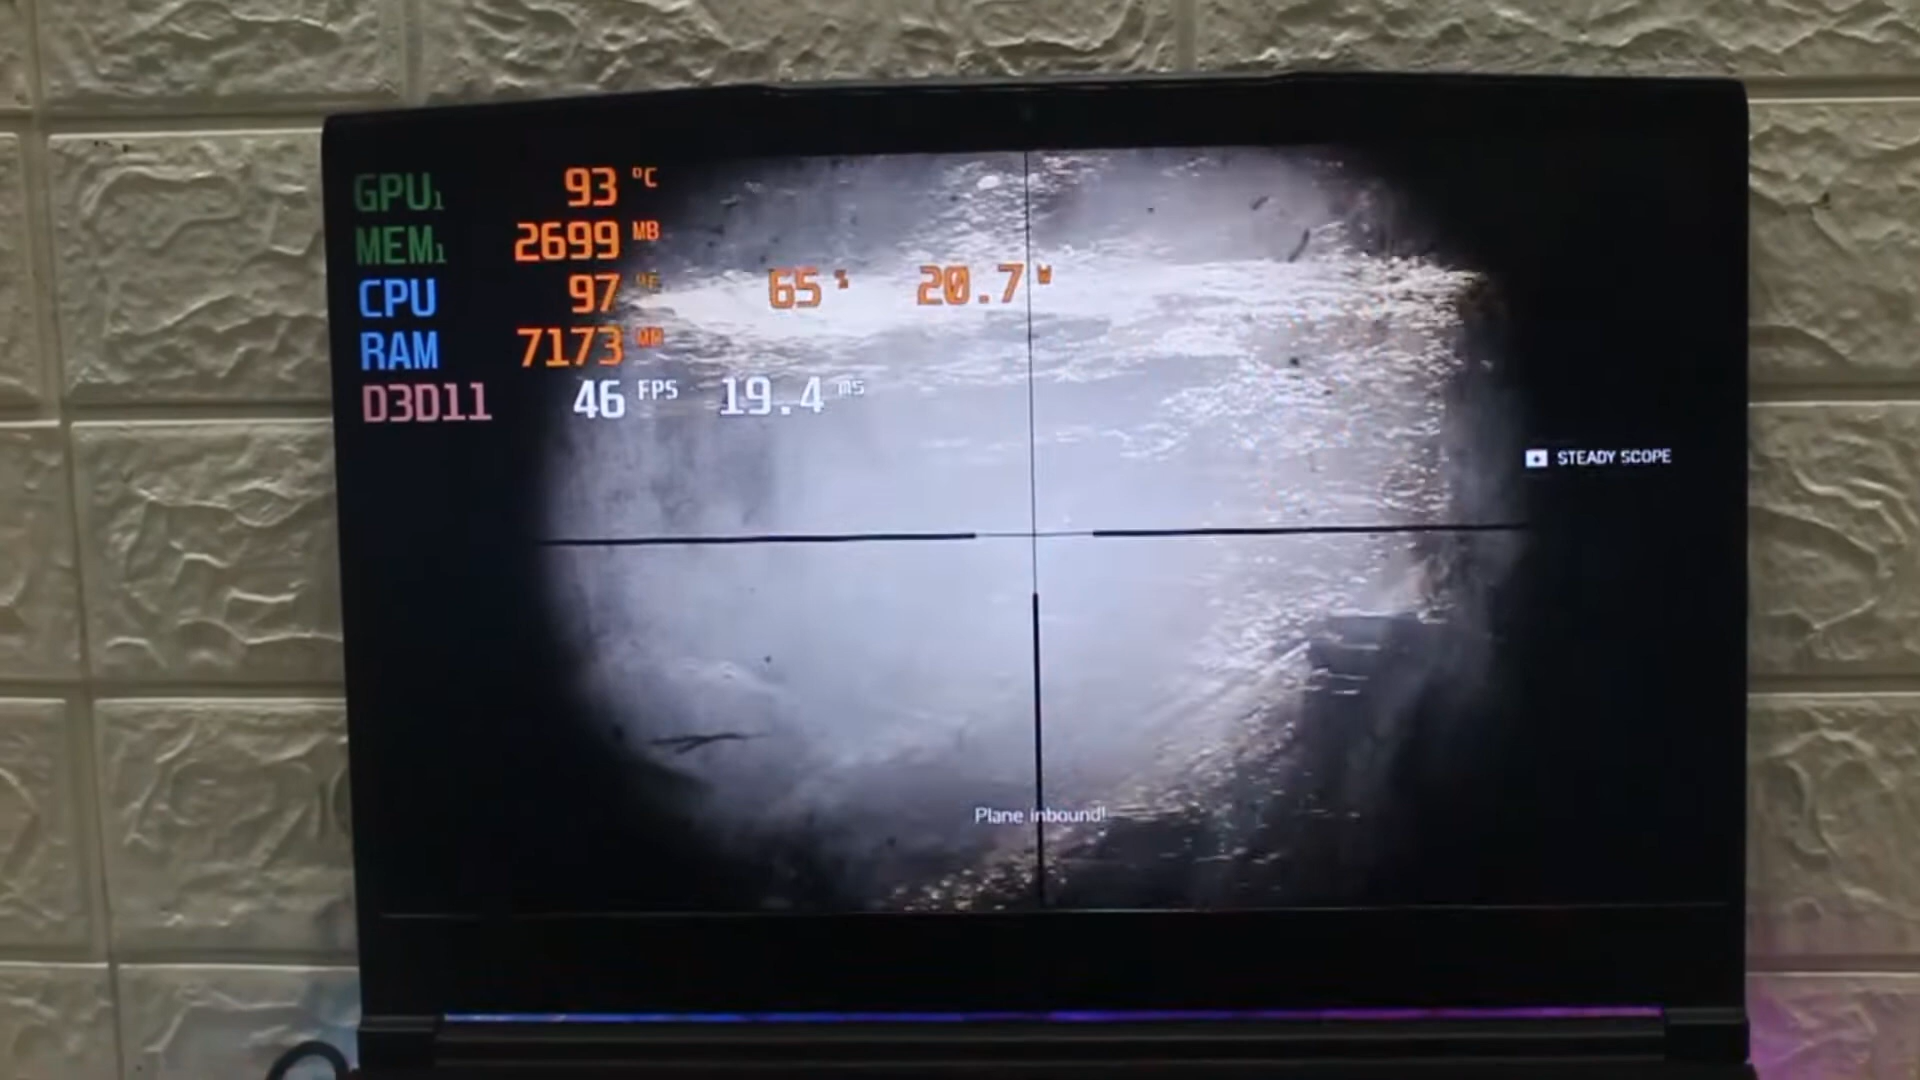 GPU1 93 °C
MEM1 2699 MB
CPU 97 °C 65 % 20.7 W
RAM 7173 MB
D3D11 46 FPS 19.4 ms
STEADY SCOPE
Plane inbound!